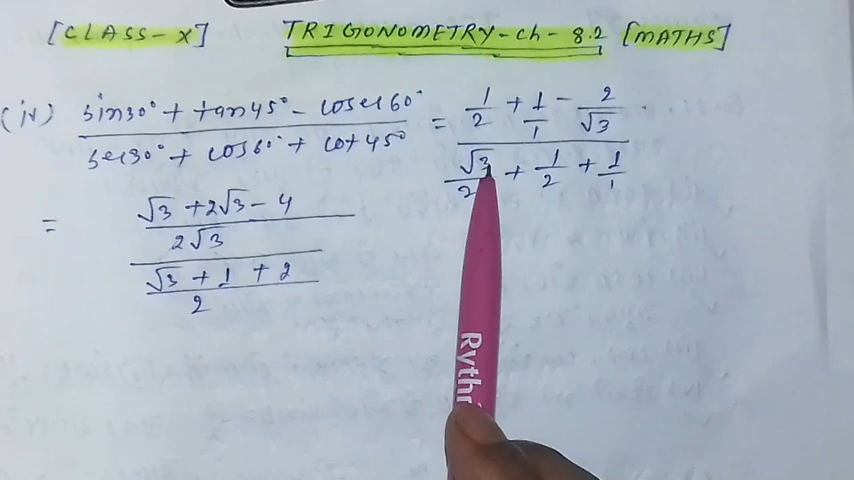 [CLASS-X] TRIGONOMETRY-ch-8.2 [MATHS]
(iv) (sin30° + tan45° - cosec60°) / (sec30° + cos60° + cot45°) = (1/2 + 1/1 - 2/√3) / (√3/2 + 1/2 + 1/1)
= ((√3 + 2√3 - 4) / 2√3) / ((√3 + 1 + 2) / 2)